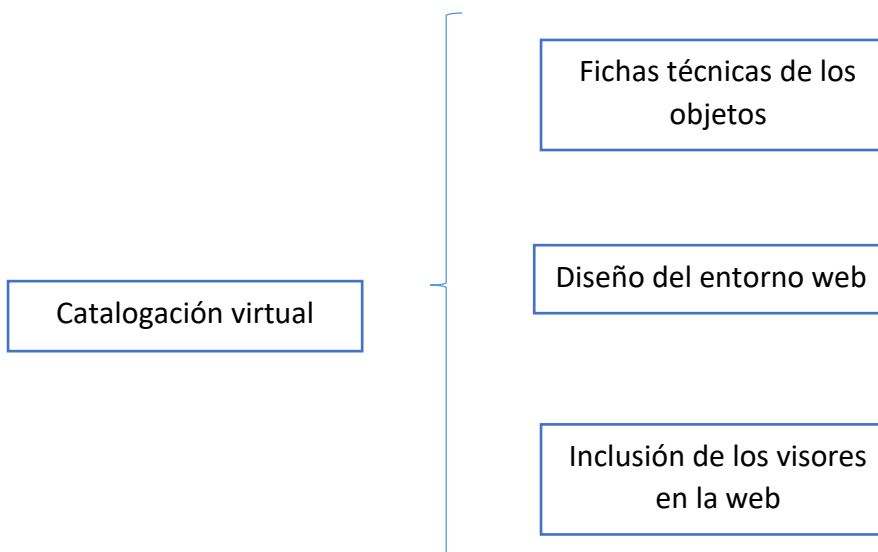 Fichas técnicas de los
objetos
Diseño del entorno web
Catalogación virtual
Inclusión de los visores
en la web